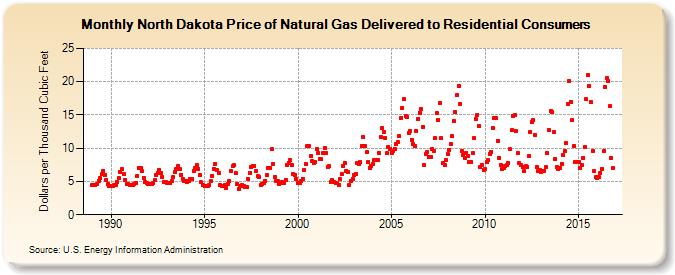 Monthly North Dakota Price of Natural Gas Delivered to Residential Consumers
Dollars per Thousand Cubic Feet
25
20
15
10
5
0
1990 1995 2000 2005 2010 2015
Source: U.S. Energy Information Administration